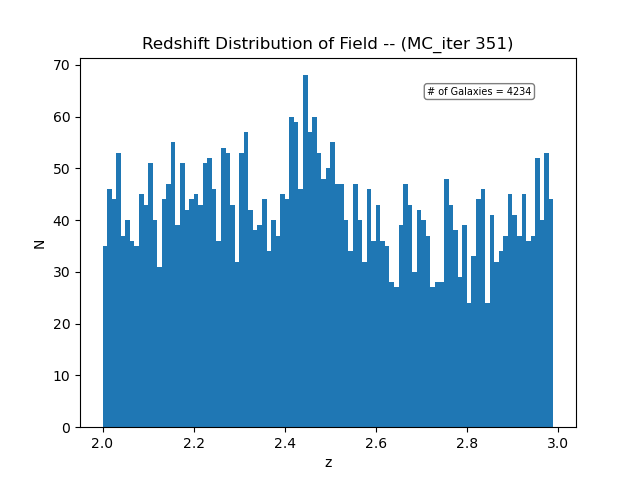 Redshift Distribution of Field -- (MC_iter 351)
# of Galaxies = 4234
N
70
60
50
40
30
20
10
0
2.0 2.2 2.4 2.6 2.8 3.0
z